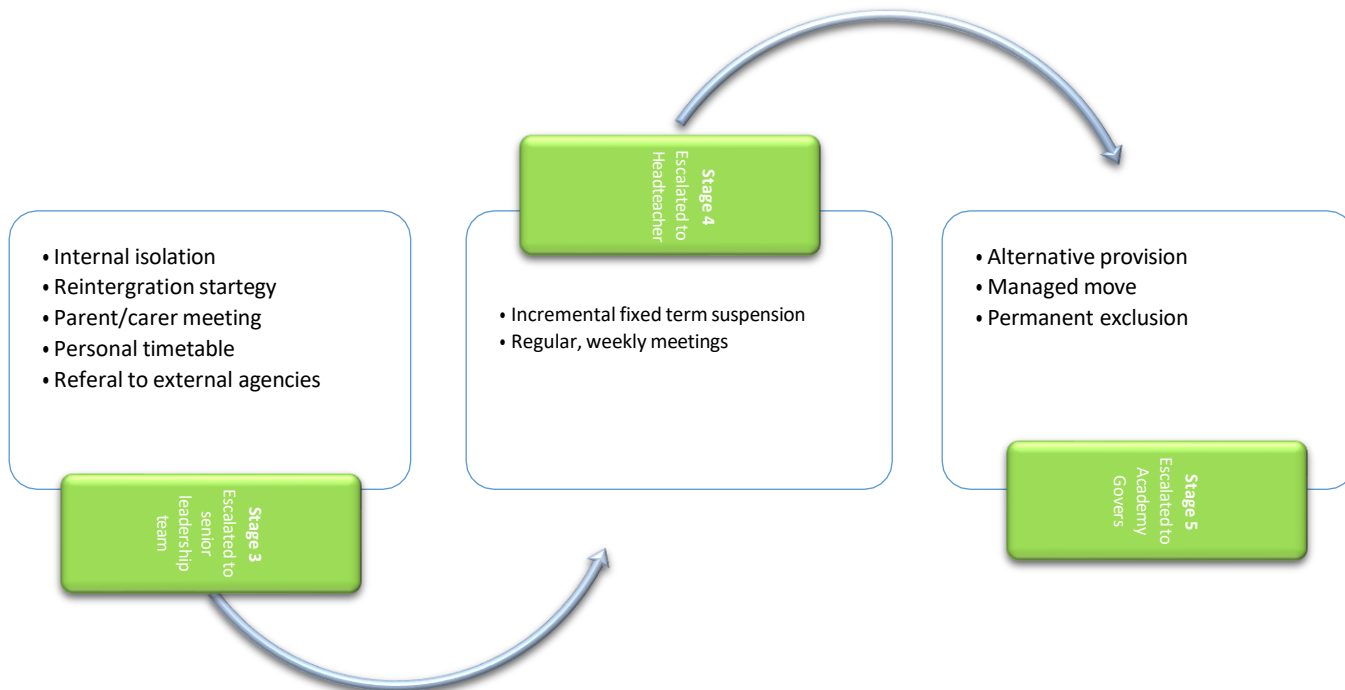 • Internal isolation
• Reintergration startegy
• Parent/carer meeting
• Personal timetable
• Referal to external agencies
Stage 3
Escalated to
senior
leadership
team
Stage 4
Escalated to
Headteacher
• Incremental fixed term suspension
• Regular, weekly meetings
• Alternative provision
• Managed move
• Permanent exclusion
Stage 5
Escalated to
Academy
Govers